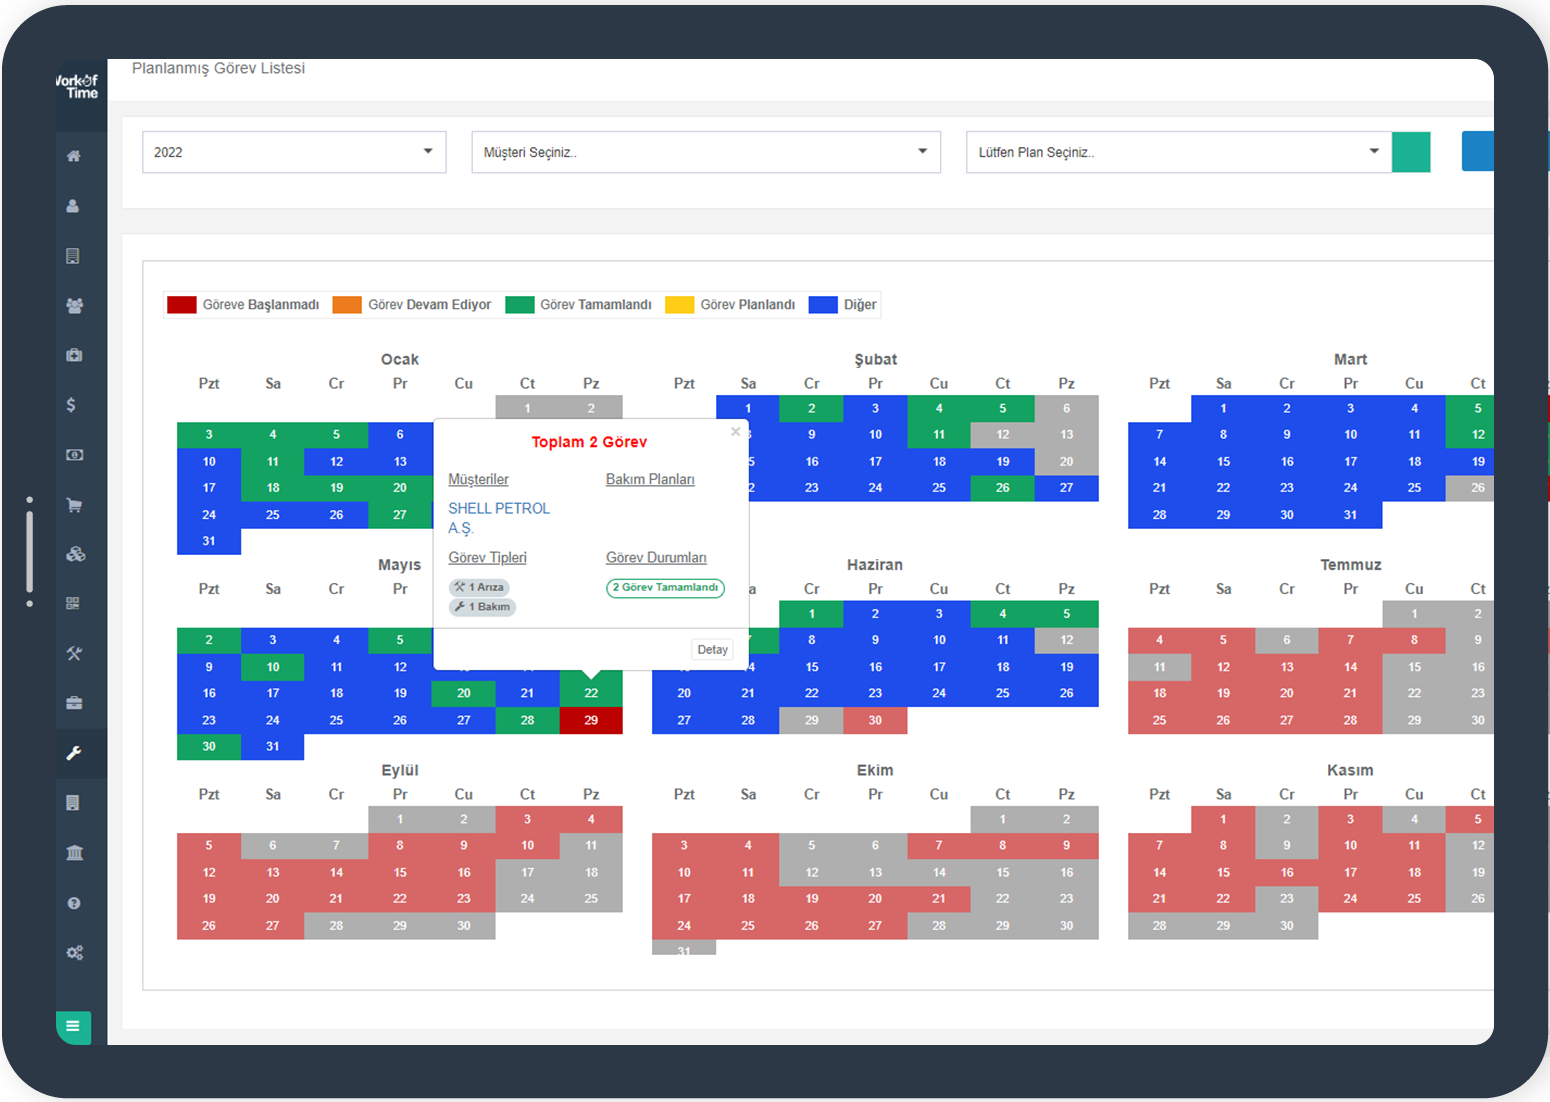 WorkOf
Time
Planlanmış Görev Listesi
2022
Müşteri Seçiniz..
Lütfen Plan Seçiniz..
Göreve Başlanmadı
Görev Devam Ediyor
Görev Tamamlandı
Görev Planlandı
Diğer
Ocak
Pzt Sa Cr Pr Cu Ct Pz
1 2
3 4 5 6
10 11 12 13
17 18 19 20
24 25 26 27
31
Şubat
Pzt Sa Cr Pr Cu Ct Pz
1 2 3 4 5 6
9 10 11 12 13
16 17 18 19 20
23 24 25 26 27
Mart
Pzt Sa Cr Pr Cu Ct
1 2 3 4 5
7 8 9 10 11 12
14 15 16 17 18 19
21 22 23 24 25 26
28 29 30 31
×
Toplam 2 Görev
Müşteriler
Bakım Planları
SHELL PETROL
A.Ş.
Görev Tipleri
Görev Durumları
1 Arıza
2 Görev Tamamlandı
1 Bakım
Detay
Mayıs
Pzt Sa Cr Pr
2 3 4 5
9 10 11 12
16 17 18 19 20 21 22
23 24 25 26 27 28 29
30 31
Haziran
Cr Pr Cu Ct Pz
1 2 3 4 5
8 9 10 11 12
15 16 17 18 19
20 21 22 23 24 25 26
27 28 29 30
Temmuz
Pzt Sa Cr Pr Cu Ct
1 2
4 5 6 7 8 9
11 12 13 14 15 16
18 19 20 21 22 23
25 26 27 28 29 30
Eylül
Pzt Sa Cr Pr Cu Ct Pz
1 2 3 4
5 6 7 8 9 10 11
12 13 14 15 16 17 18
19 20 21 22 23 24 25
26 27 28 29 30
Ekim
Pzt Sa Cr Pr Cu Ct Pz
1 2
3 4 5 6 7 8 9
10 11 12 13 14 15 16
17 18 19 20 21 22 23
24 25 26 27 28 29 30
31
Kasım
Pzt Sa Cr Pr Cu Ct
1 2 3 4 5
7 8 9 10 11 12
14 15 16 17 18 19
21 22 23 24 25 26
28 29 30